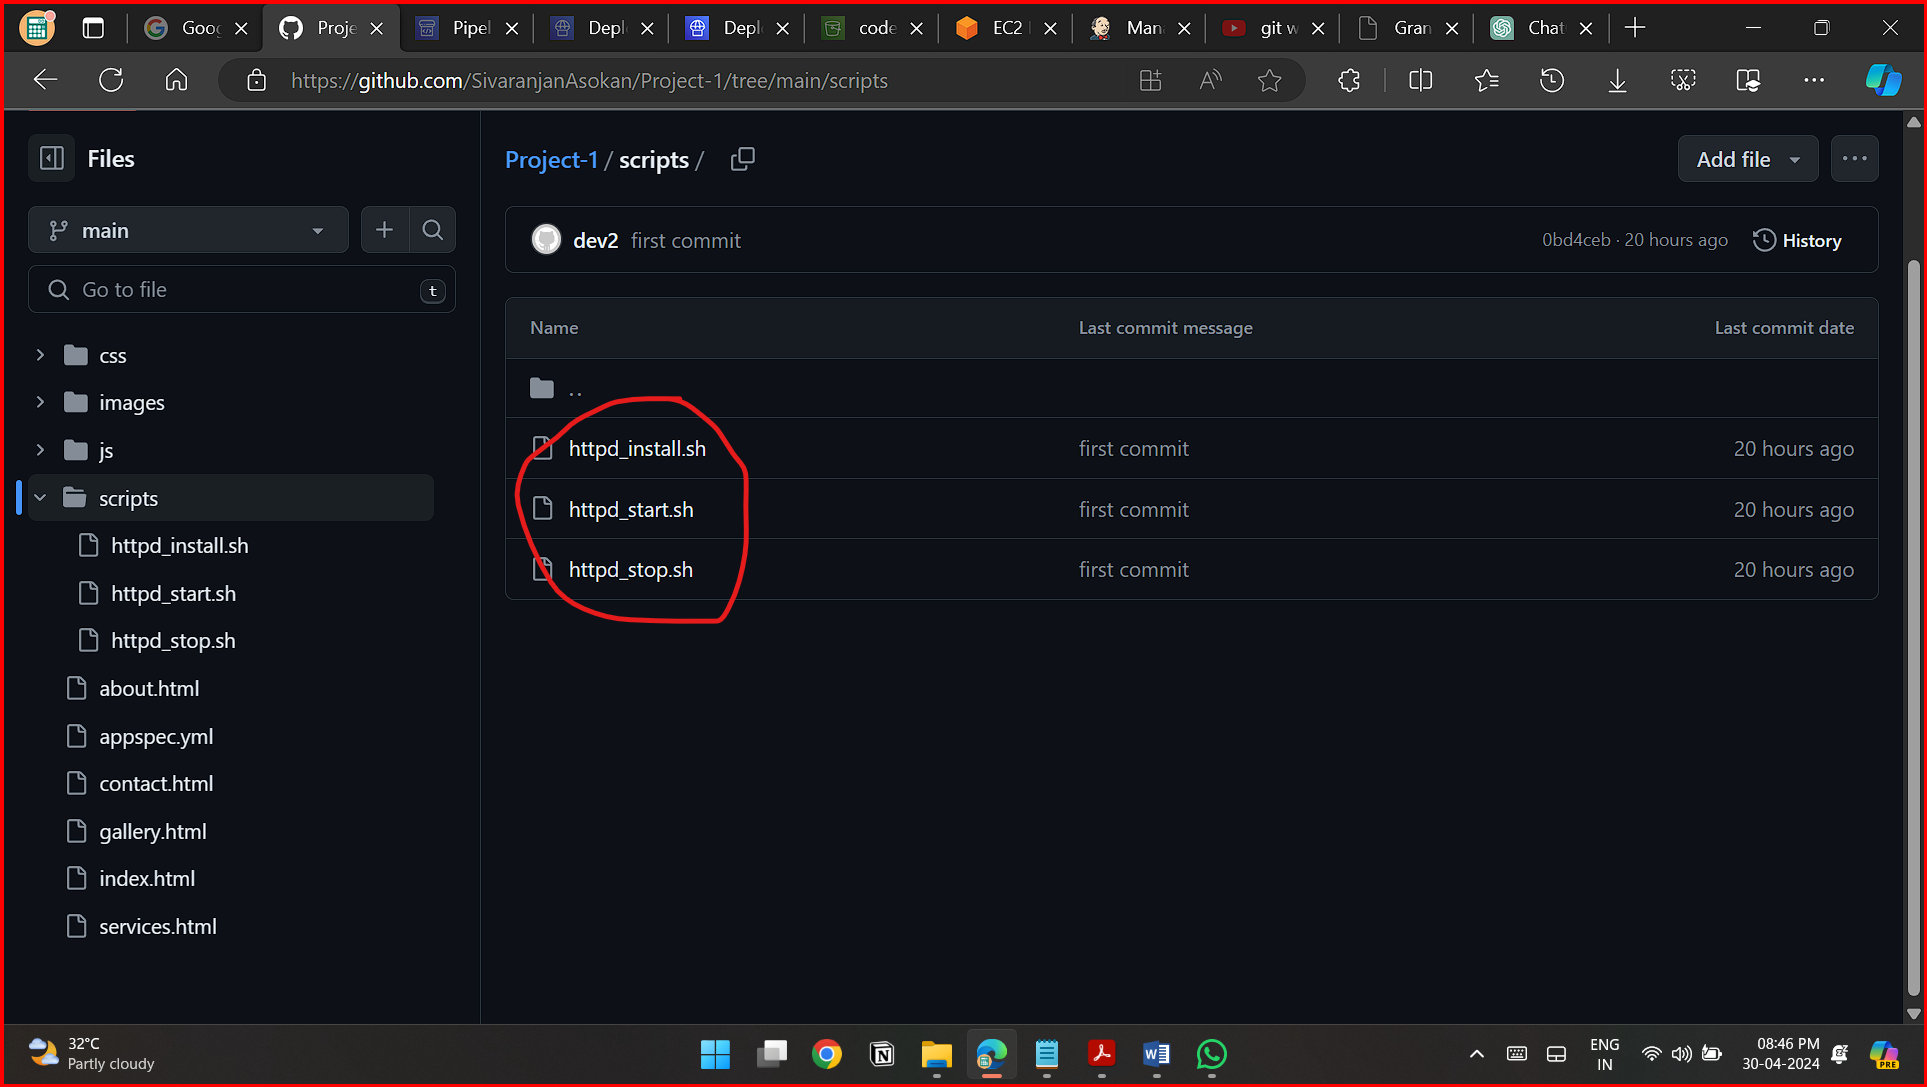 Goog
Proje
Pipel
Deplo
Deplo
code
EC2
Mana
git w
Gran
Chat
https://github.com/SivaranjanAsokan/Project-1/tree/main/scripts
Files
main
Go to file
t
css
images
js
scripts
httpd_install.sh
httpd_start.sh
httpd_stop.sh
about.html
appspec.yml
contact.html
gallery.html
index.html
services.html
Project-1 / scripts /
Add file
dev2 first commit
0bd4ceb · 20 hours ago
History
Name Last commit message Last commit date
..
httpd_install.sh first commit 20 hours ago
httpd_start.sh first commit 20 hours ago
httpd_stop.sh first commit 20 hours ago
32°C
Partly cloudy
ENG
IN
08:46 PM
30-04-2024
PRE